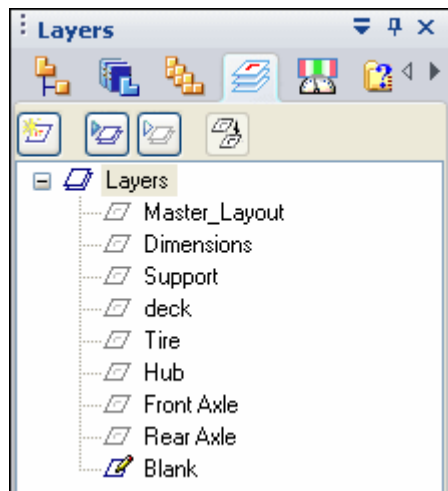 Layers
Layers
Master_Layout
Dimensions
Support
deck
Tire
Hub
Front Axle
Rear Axle
Blank